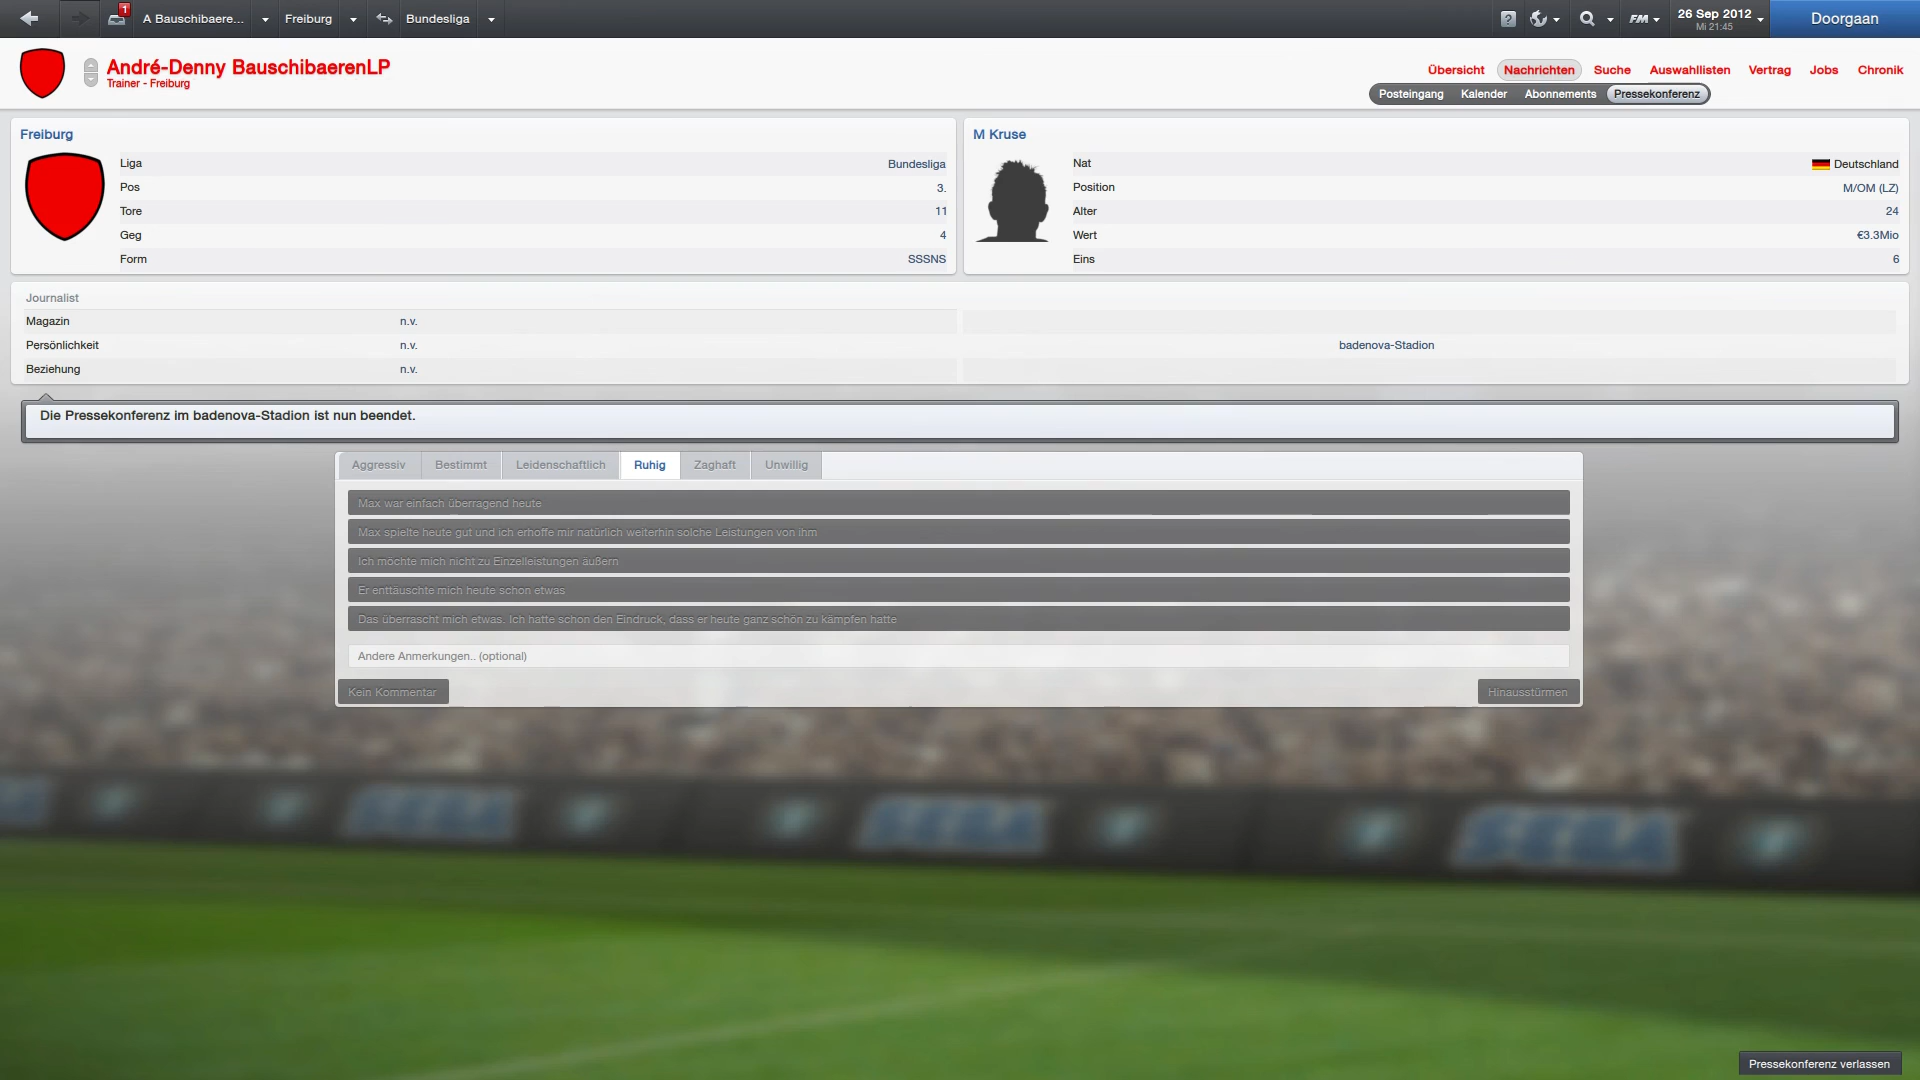 1
A Bauschibaere...
Freiburg
Bundesliga
?
FM
26 Sep 2012
Mi 21:45
Doorgaan
André-Denny BauschibaerenLP
Trainer - Freiburg
Übersicht
Nachrichten
Suche
Auswahllisten
Vertrag
Jobs
Chronik
Posteingang
Kalender
Abonnements
Pressekonferenz
Freiburg
Liga Bundesliga
Pos 3.
Tore 11
Geg 4
Form SSSNS
M Kruse
Nat Deutschland
Position M/OM (LZ)
Alter 24
Wert €3.3Mio
Eins 6
Journalist
Magazin n.v.
Persönlichkeit n.v.
Beziehung n.v.
badenova-Stadion
Die Pressekonferenz im badenova-Stadion ist nun beendet.
Aggressiv
Bestimmt
Leidenschaftlich
Ruhig
Zaghaft
Unwillig
Max war einfach überragend heute
Max spielte heute gut und ich erhoffe mir natürlich weiterhin solche Leistungen von ihm
Ich möchte mich nicht zu Einzelleistungen äußern
Er enttäuschte mich heute schon etwas
Das überrascht mich etwas. Ich hatte schon den Eindruck, dass er heute ganz schön zu kämpfen hatte
Andere Anmerkungen.. (optional)
Kein Kommentar
Hinausstürmen
SEGA
SEGA
SEGA
Pressekonferenz verlassen